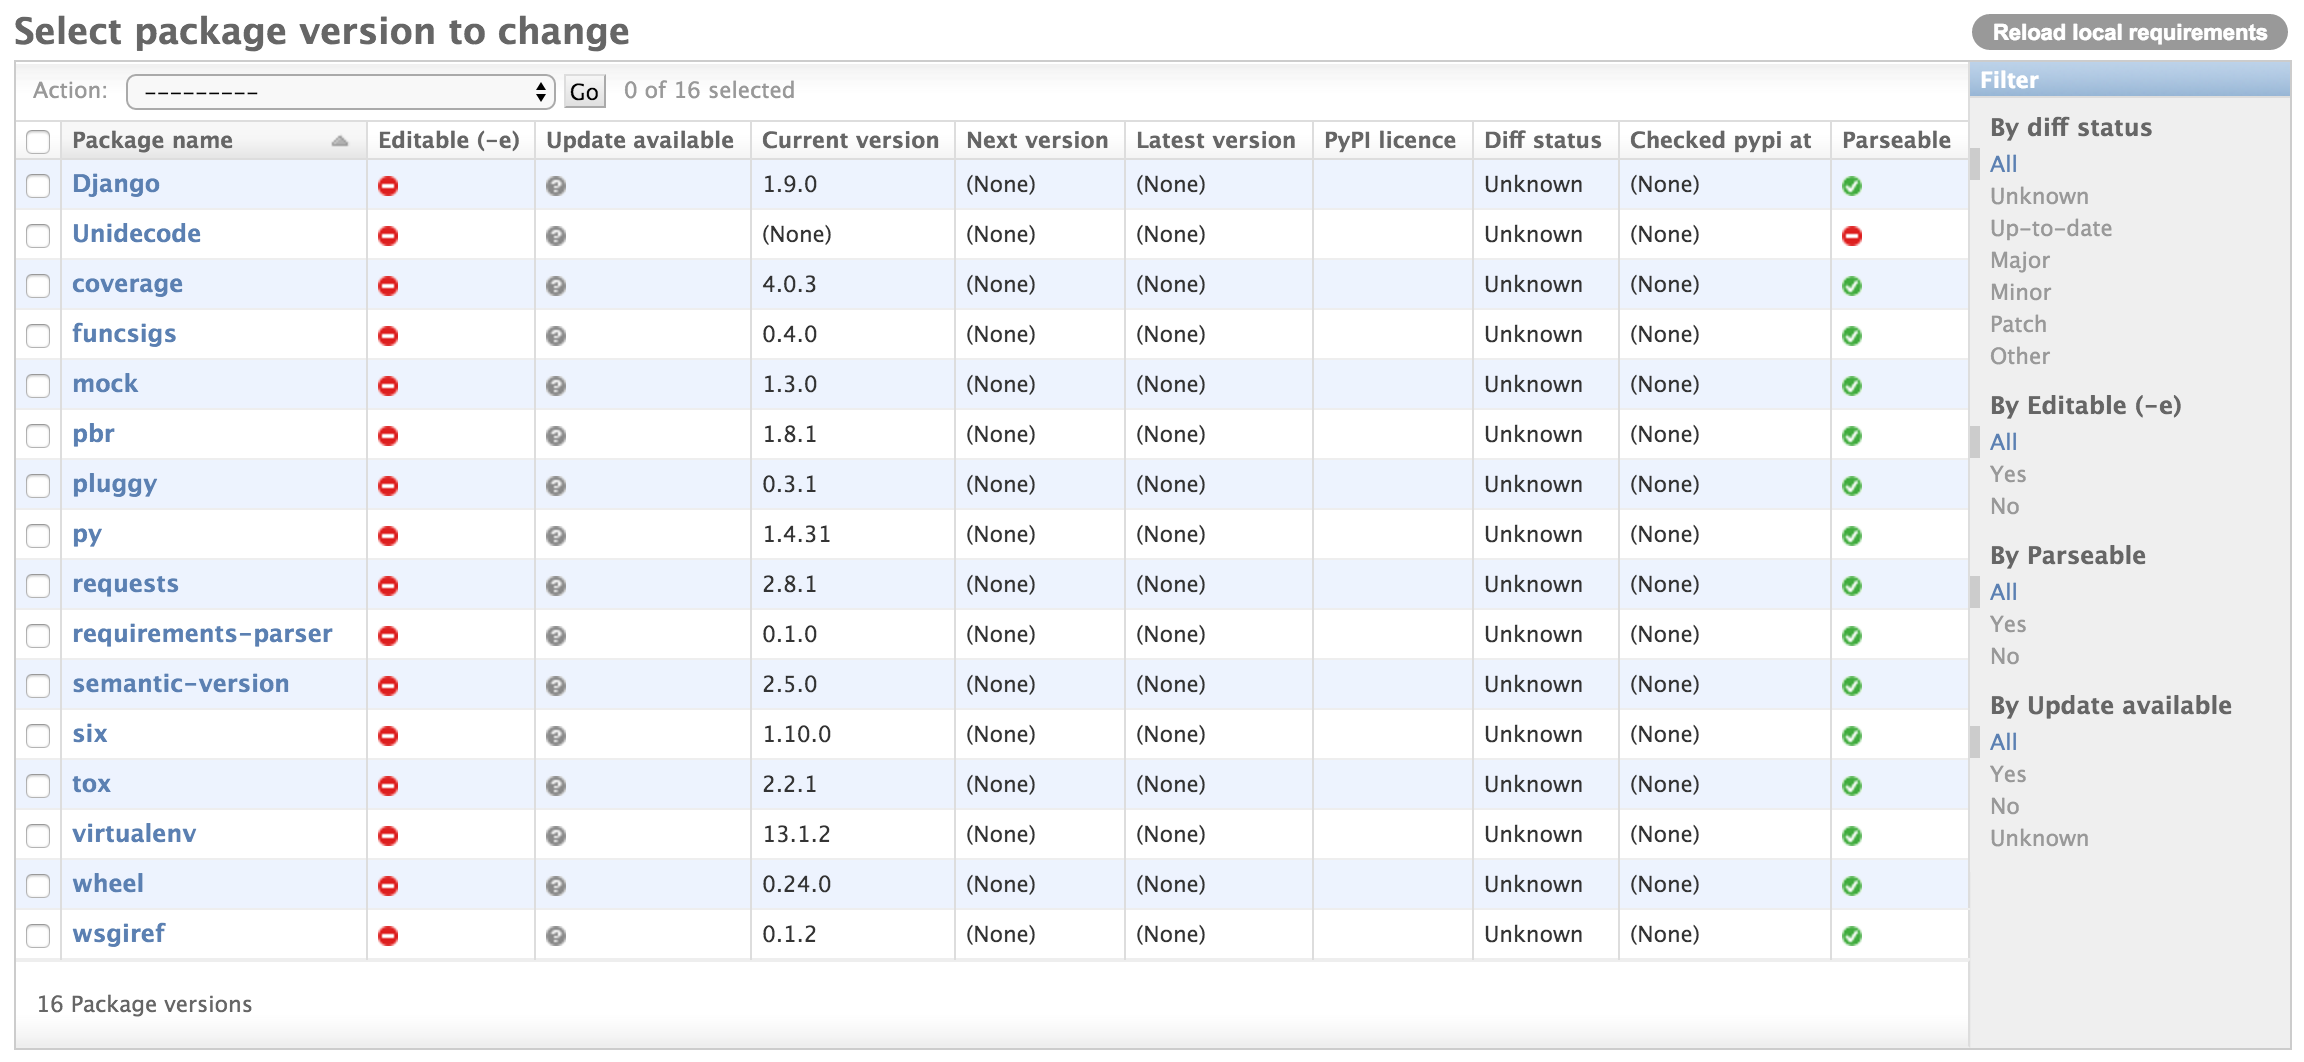 Select package version to change
Reload local requirements
Action: --------- Go 0 of 16 selected
Package name Editable (-e) Update available Current version Next version Latest version PyPI licence Diff status Checked pypi at Parseable
Django 1.9.0 (None) (None) Unknown (None)
Unidecode (None) (None) (None) Unknown (None)
coverage 4.0.3 (None) (None) Unknown (None)
funcsigs 0.4.0 (None) (None) Unknown (None)
mock 1.3.0 (None) (None) Unknown (None)
pbr 1.8.1 (None) (None) Unknown (None)
pluggy 0.3.1 (None) (None) Unknown (None)
py 1.4.31 (None) (None) Unknown (None)
requests 2.8.1 (None) (None) Unknown (None)
requirements-parser 0.1.0 (None) (None) Unknown (None)
semantic-version 2.5.0 (None) (None) Unknown (None)
six 1.10.0 (None) (None) Unknown (None)
tox 2.2.1 (None) (None) Unknown (None)
virtualenv 13.1.2 (None) (None) Unknown (None)
wheel 0.24.0 (None) (None) Unknown (None)
wsgiref 0.1.2 (None) (None) Unknown (None)
16 Package versions
Filter
By diff status
All
Unknown
Up-to-date
Major
Minor
Patch
Other
By Editable (-e)
All
Yes
No
By Parseable
All
Yes
No
By Update available
All
Yes
No
Unknown